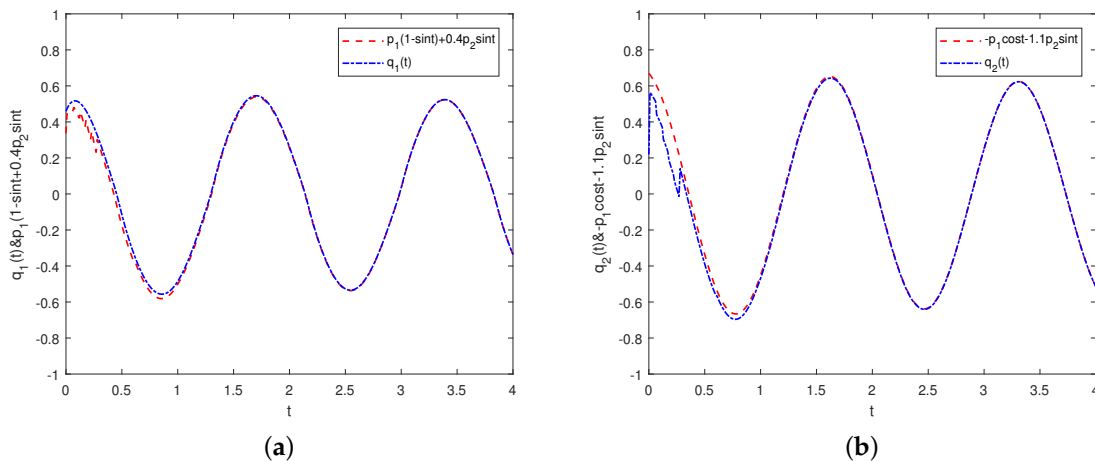 1
0.8
0.6
0.4
0.2
0
-0.2
-0.4
-0.6
-0.8
-1
q1(t)&p1(1-sint+0.4p2sint
p1(1-sint)+0.4p2sint
q1(t)
0 0.5 1 1.5 2 2.5 3 3.5 4
t
(a)
1
0.8
0.6
0.4
0.2
0
-0.2
-0.4
-0.6
-0.8
-1
q2(t)&-p1cost-1.1p2sint
-p1cost-1.1p2sint
q2(t)
0 0.5 1 1.5 2 2.5 3 3.5 4
t
(b)